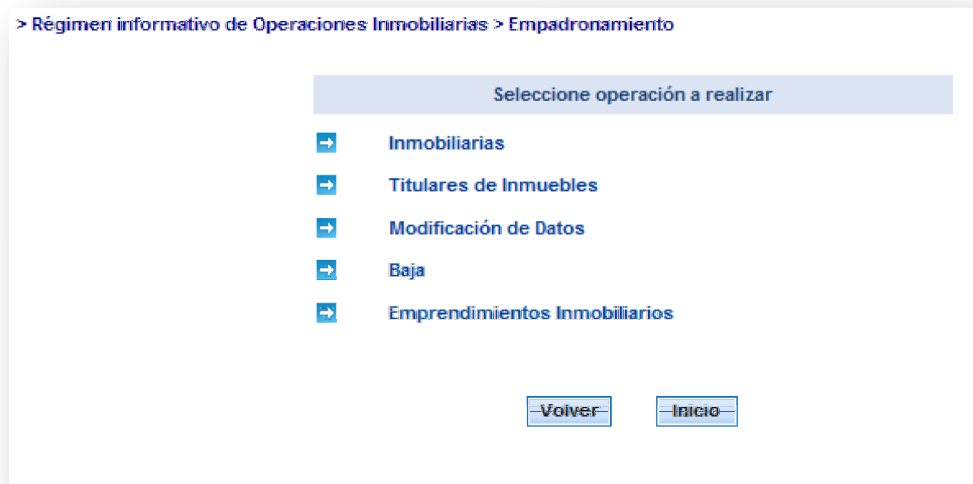 > Régimen informativo de Operaciones Inmobiliarias > Empadronamiento
Seleccione operación a realizar
Inmobiliarias
Titulares de Inmuebles
Modificación de Datos
Baja
Emprendimientos Inmobiliarios
Volver Inicio